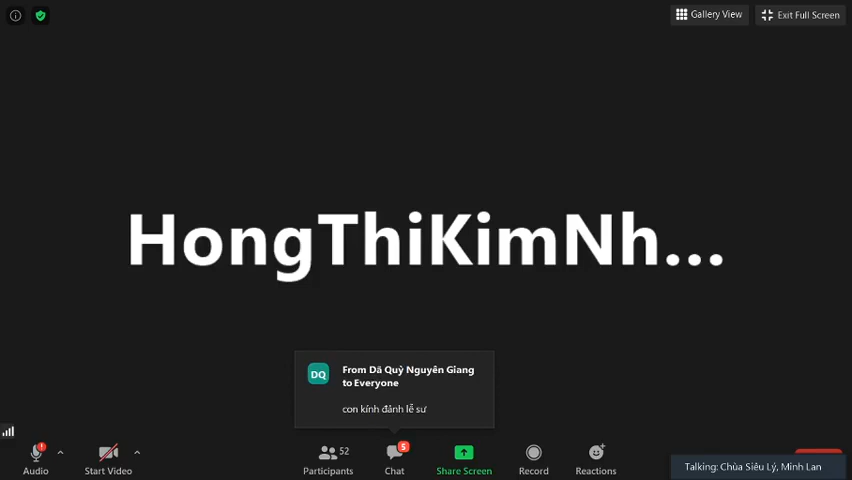 Gallery View
Exit Full Screen
HongThiKimNh...
DQ
From Dã Quỳ Nguyên Giang
to Everyone
con kính đảnh lễ sư
Audio
Start Video
52
Participants
5
Chat
Share Screen
Record
Reactions
Talking: Chùa Siêu Lý, Minh Lan